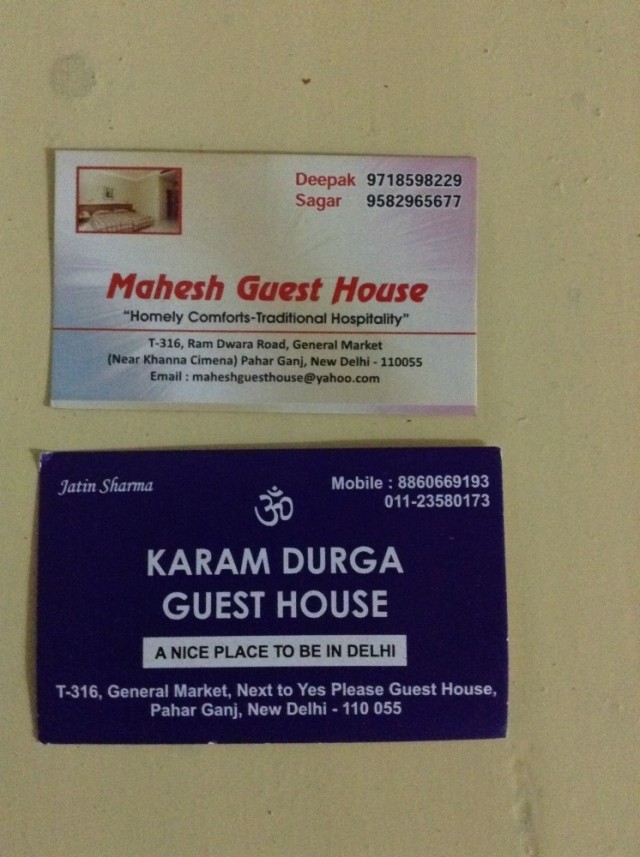 Deepak 9718598229
Sagar 9582965677
Mahesh Guest House
"Homely Comforts-Traditional Hospitality"
T-316, Ram Dwara Road, General Market
(Near Khanna Cimena) Pahar Ganj, New Delhi - 110055
Email : maheshguesthouse@yahoo.com
Jatin Sharma
Mobile : 8860669193
011-23580173
ॐ
KARAM DURGA
GUEST HOUSE
A NICE PLACE TO BE IN DELHI
T-316, General Market, Next to Yes Please Guest House,
Pahar Ganj, New Delhi - 110 055